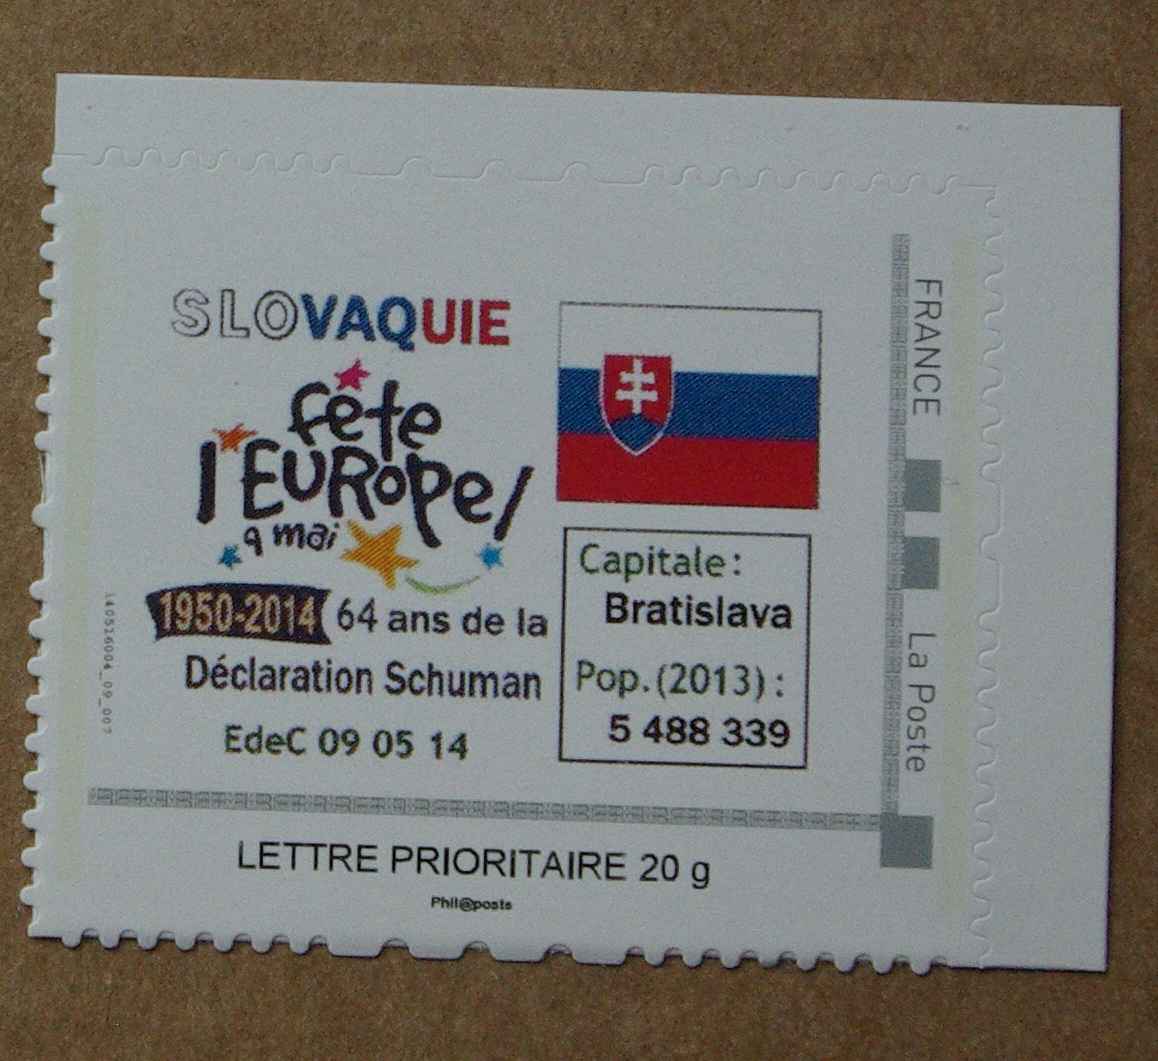 SLOVAQUIE
fête
l'EUROPE!
9 mai
1950-2014 64 ans de la
Déclaration Schuman
EdeC 09 05 14
Capitale:
Bratislava
Pop.(2013):
5 488 339
FRANCE
La Poste
LETTRE PRIORITAIRE 20 g
Phil@poste